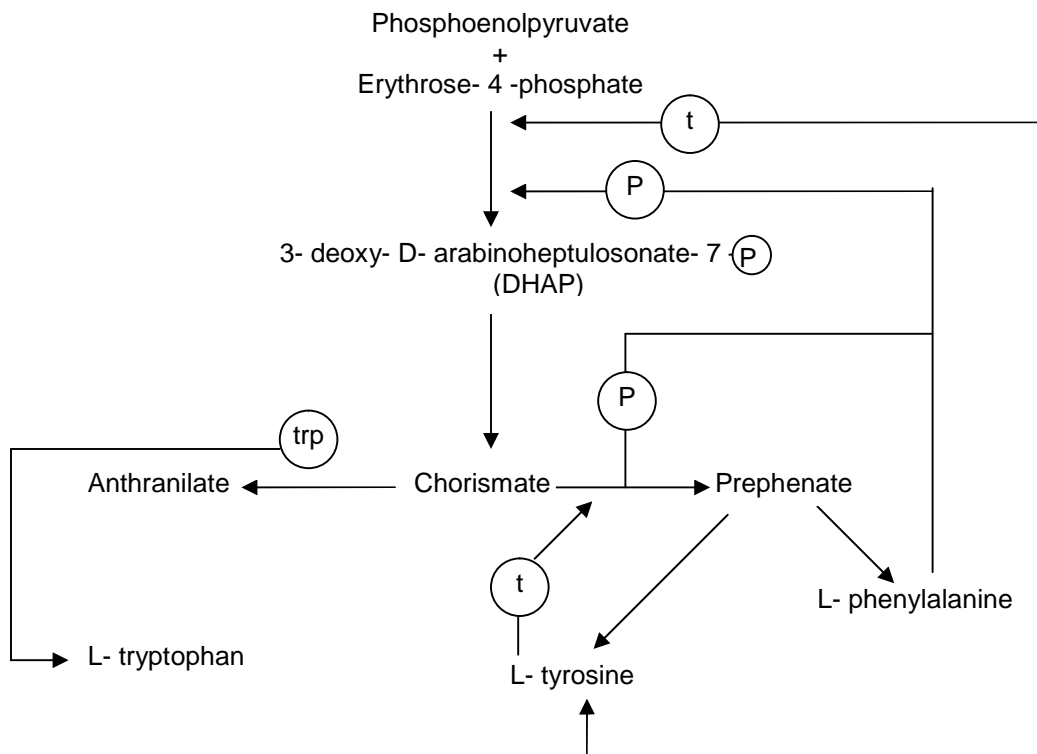 Phosphoenolpyruvate
+
Erythrose- 4 -phosphate
t
P
3- deoxy- D- arabinoheptulosonate- 7 - P
(DHAP)
P
trp
Anthranilate
Chorismate
Prephenate
t
L- phenylalanine
L- tryptophan
L- tyrosine